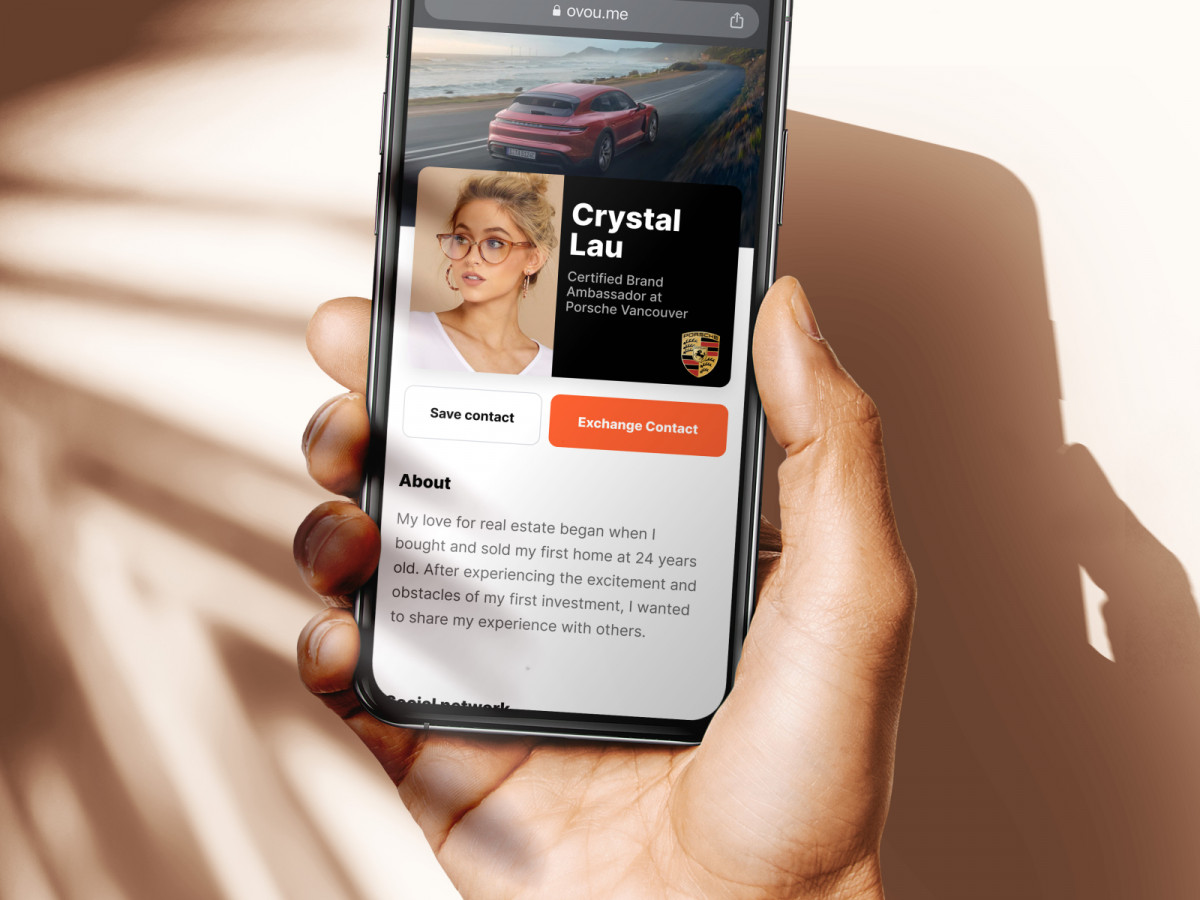 ovou.me
Crystal
Lau
Certified Brand
Ambassador at
Porsche Vancouver
PORSCHE
Save contact
Exchange Contact
About
My love for real estate began when I
bought and sold my first home at 24 years
old. After experiencing the excitement and
obstacles of my first investment, I wanted
to share my experience with others.
Social network